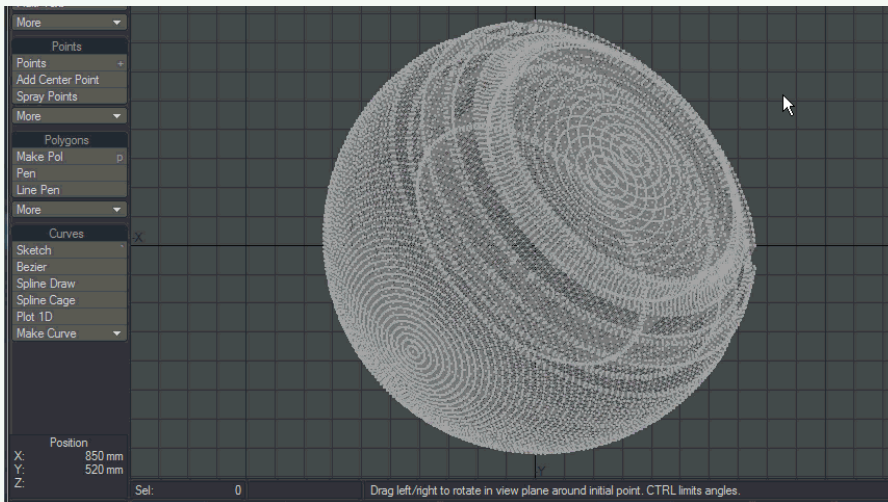 More
Points
Points +
Add Center Point
Spray Points
More
Polygons
Make Pol p
Pen
Line Pen
More
Curves
Sketch `
Bezier
Spline Draw
Spline Cage
Plot 1D
Make Curve
-X
Y
Position
X: 850 mm
Y: 520 mm
Z:
Sel: 0
Drag left/right to rotate in view plane around initial point. CTRL limits angles.